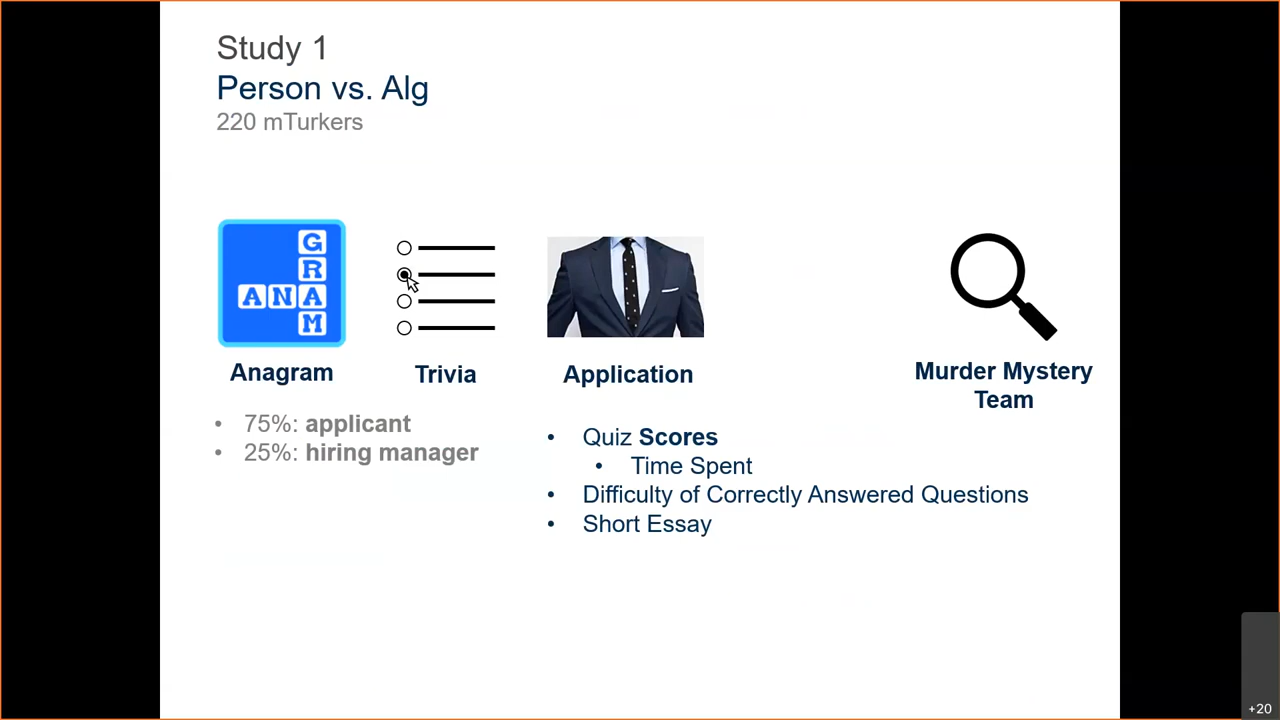 Study 1
Person vs. Alg
220 mTurkers
G
R
ANA
M
Anagram
Trivia
Application
Murder Mystery
Team
• 75%: applicant
• 25%: hiring manager
• Quiz Scores
• Time Spent
• Difficulty of Correctly Answered Questions
• Short Essay
+20